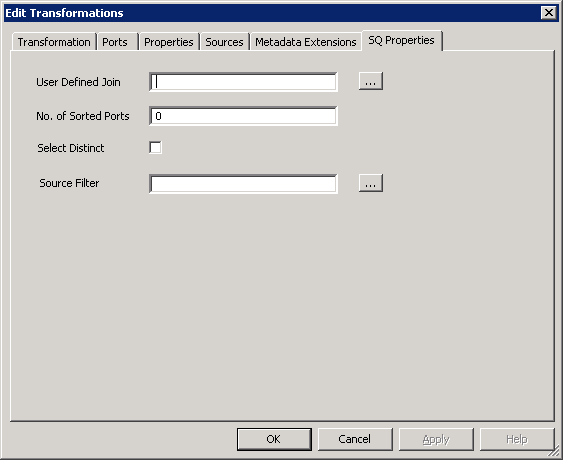 Edit Transformations
Transformation Ports Properties Sources Metadata Extensions SQ Properties
User Defined Join ...
No. of Sorted Ports 0
Select Distinct
Source Filter ...
OK Cancel Apply Help